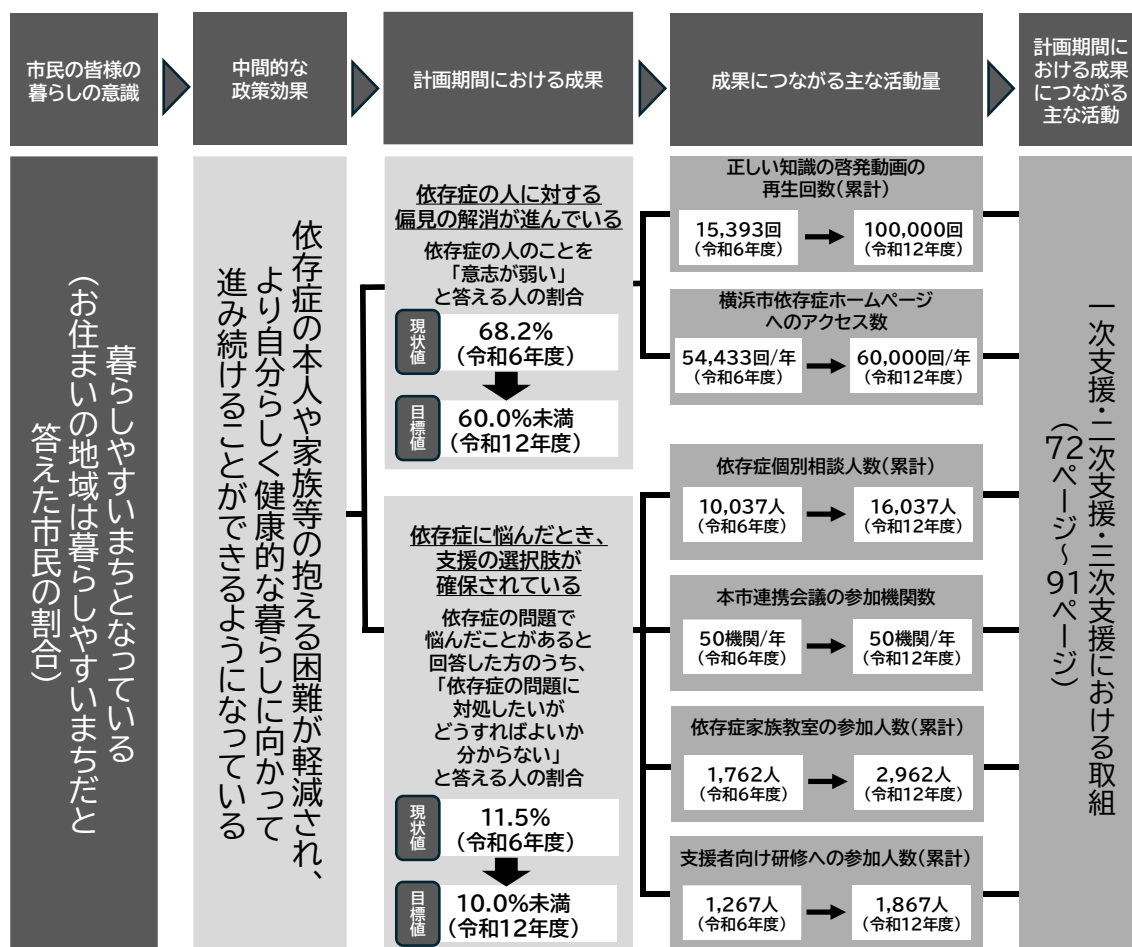 市民の皆様の
暮らしの意識
中間的な
政策効果
計画期間における成果
成果につながる主な活動量
計画期間に
おける成果
につながる
主な活動
暮らしやすいまちとなっている
(お住まいの地域は暮らしやすいまちだと
答えた市民の割合)
依存症の本人や家族等の抱える困難が軽減され、
より自分らしく健康的な暮らしに向かって
進み続けることができるようになっている
依存症の人に対する
偏見の解消が進んでいる
依存症の人のことを
「意志が弱い」
と答える人の割合
現状値
68.2%
(令和6年度)
目標値
60.0%未満
(令和12年度)
依存症に悩んだとき、
支援の選択肢が
確保されている
依存症の問題で
悩んだことがあると
回答した方のうち、
「依存症の問題に
対処したいが
どうすればよいか
分からない」
と答える人の割合
現状値
11.5%
(令和6年度)
目標値
10.0%未満
(令和12年度)
正しい知識の啓発動画の
再生回数(累計)
15,393回
(令和6年度)
100,000回
(令和12年度)
横浜市依存症ホームページ
へのアクセス数
54,433回/年
(令和6年度)
60,000回/年
(令和12年度)
依存症個別相談人数(累計)
10,037人
(令和6年度)
16,037人
(令和12年度)
本市連携会議の参加機関数
50機関/年
(令和6年度)
50機関/年
(令和12年度)
依存症家族教室の参加人数(累計)
1,762人
(令和6年度)
2,962人
(令和12年度)
支援者向け研修への参加人数(累計)
1,267人
(令和6年度)
1,867人
(令和12年度)
一次支援・二次支援・三次支援における取組
(72ページ~91ページ)